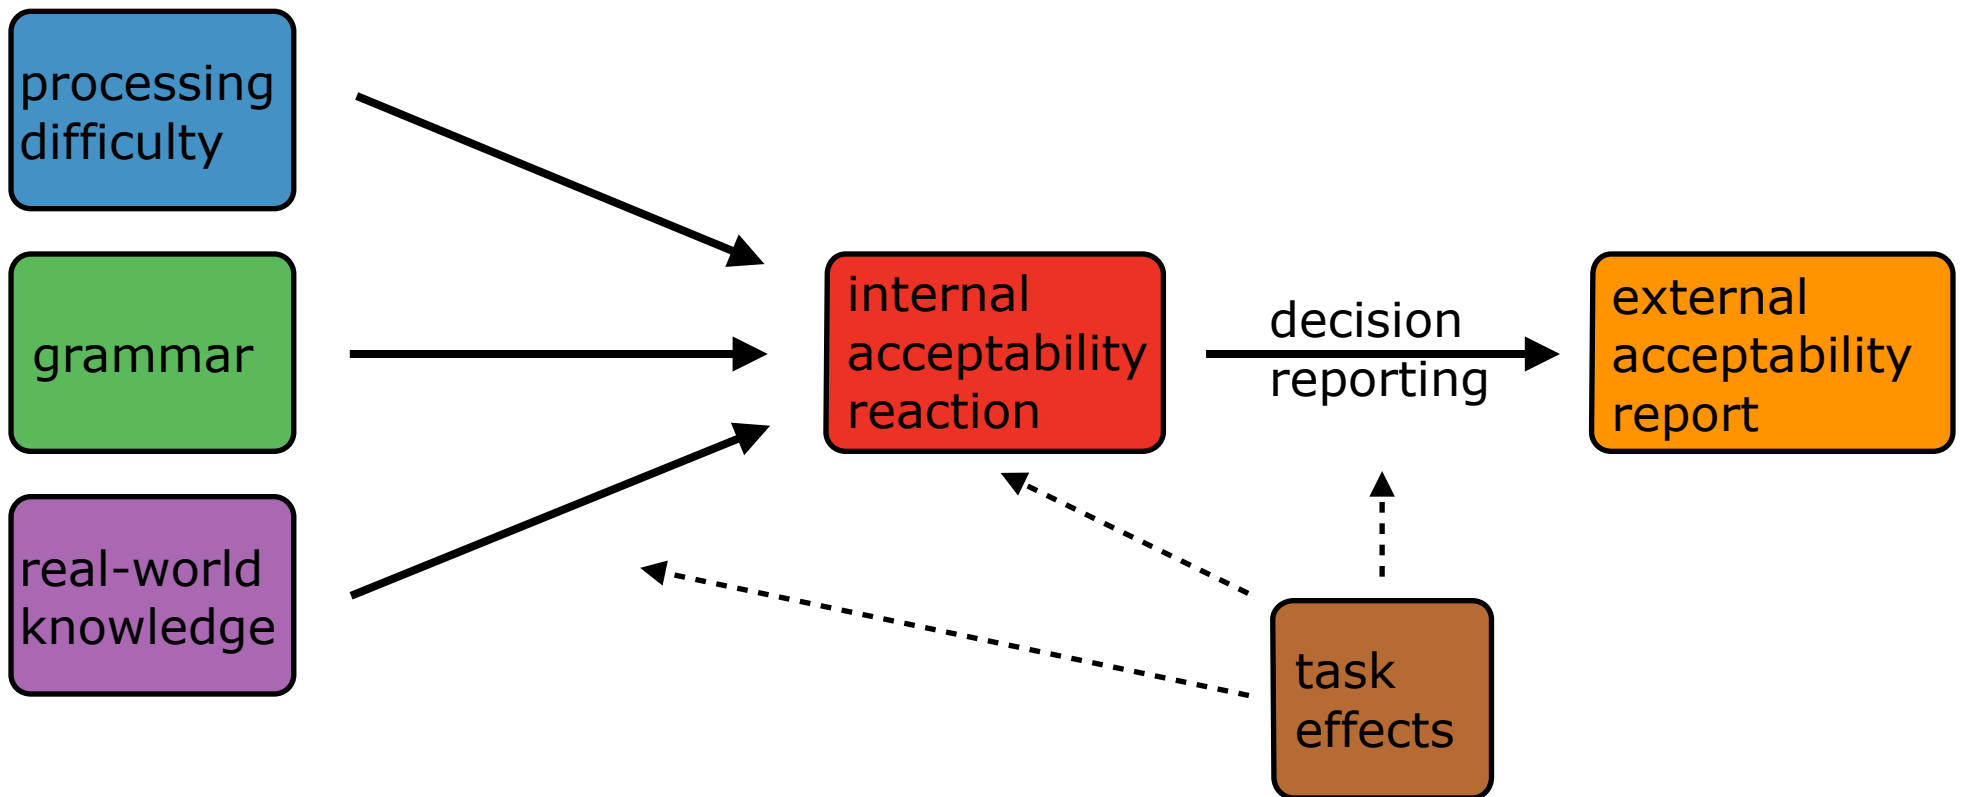 processing
difficulty
grammar
real-world
knowledge
internal
acceptability
reaction
decision
reporting
external
acceptability
report
task
effects